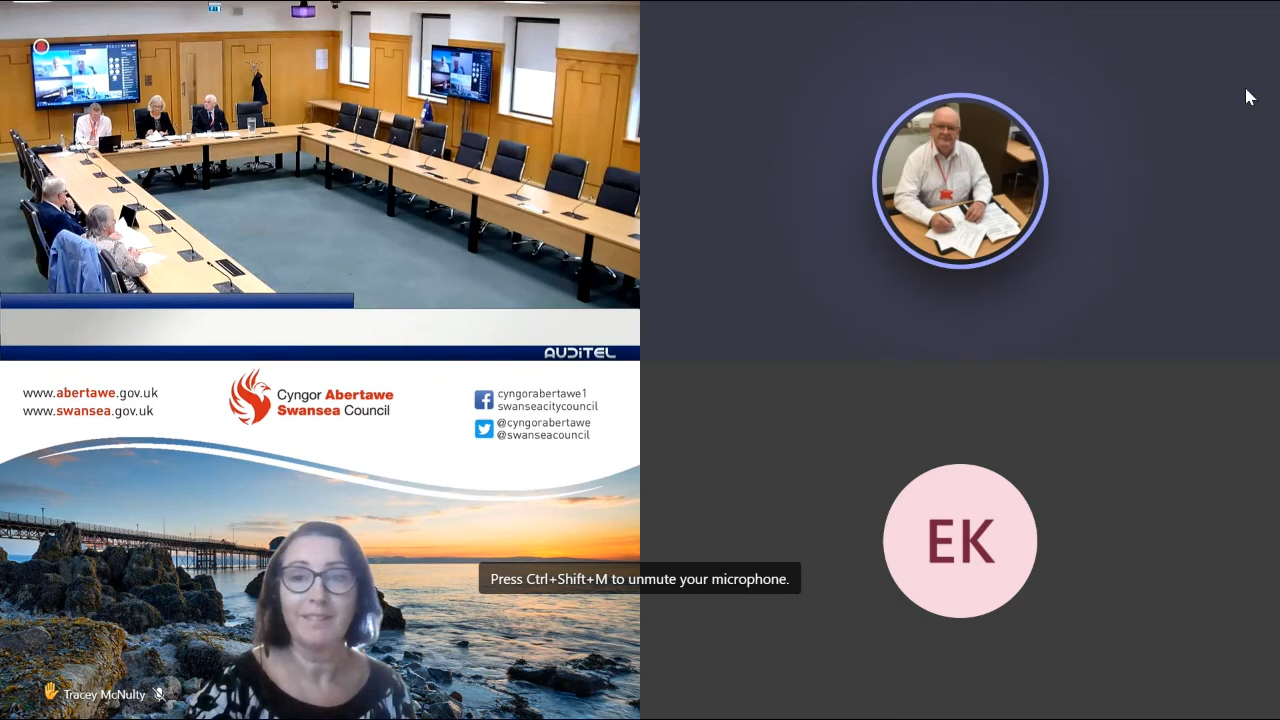 AUDiTEL
www.abertawe.gov.uk
www.swansea.gov.uk
Cyngor Abertawe
Swansea Council
cyngorabertawe1
swanseacitycouncil
@cyngorabertawe
@swanseacouncil
EK
Press Ctrl+Shift+M to unmute your microphone.
Tracey McNulty